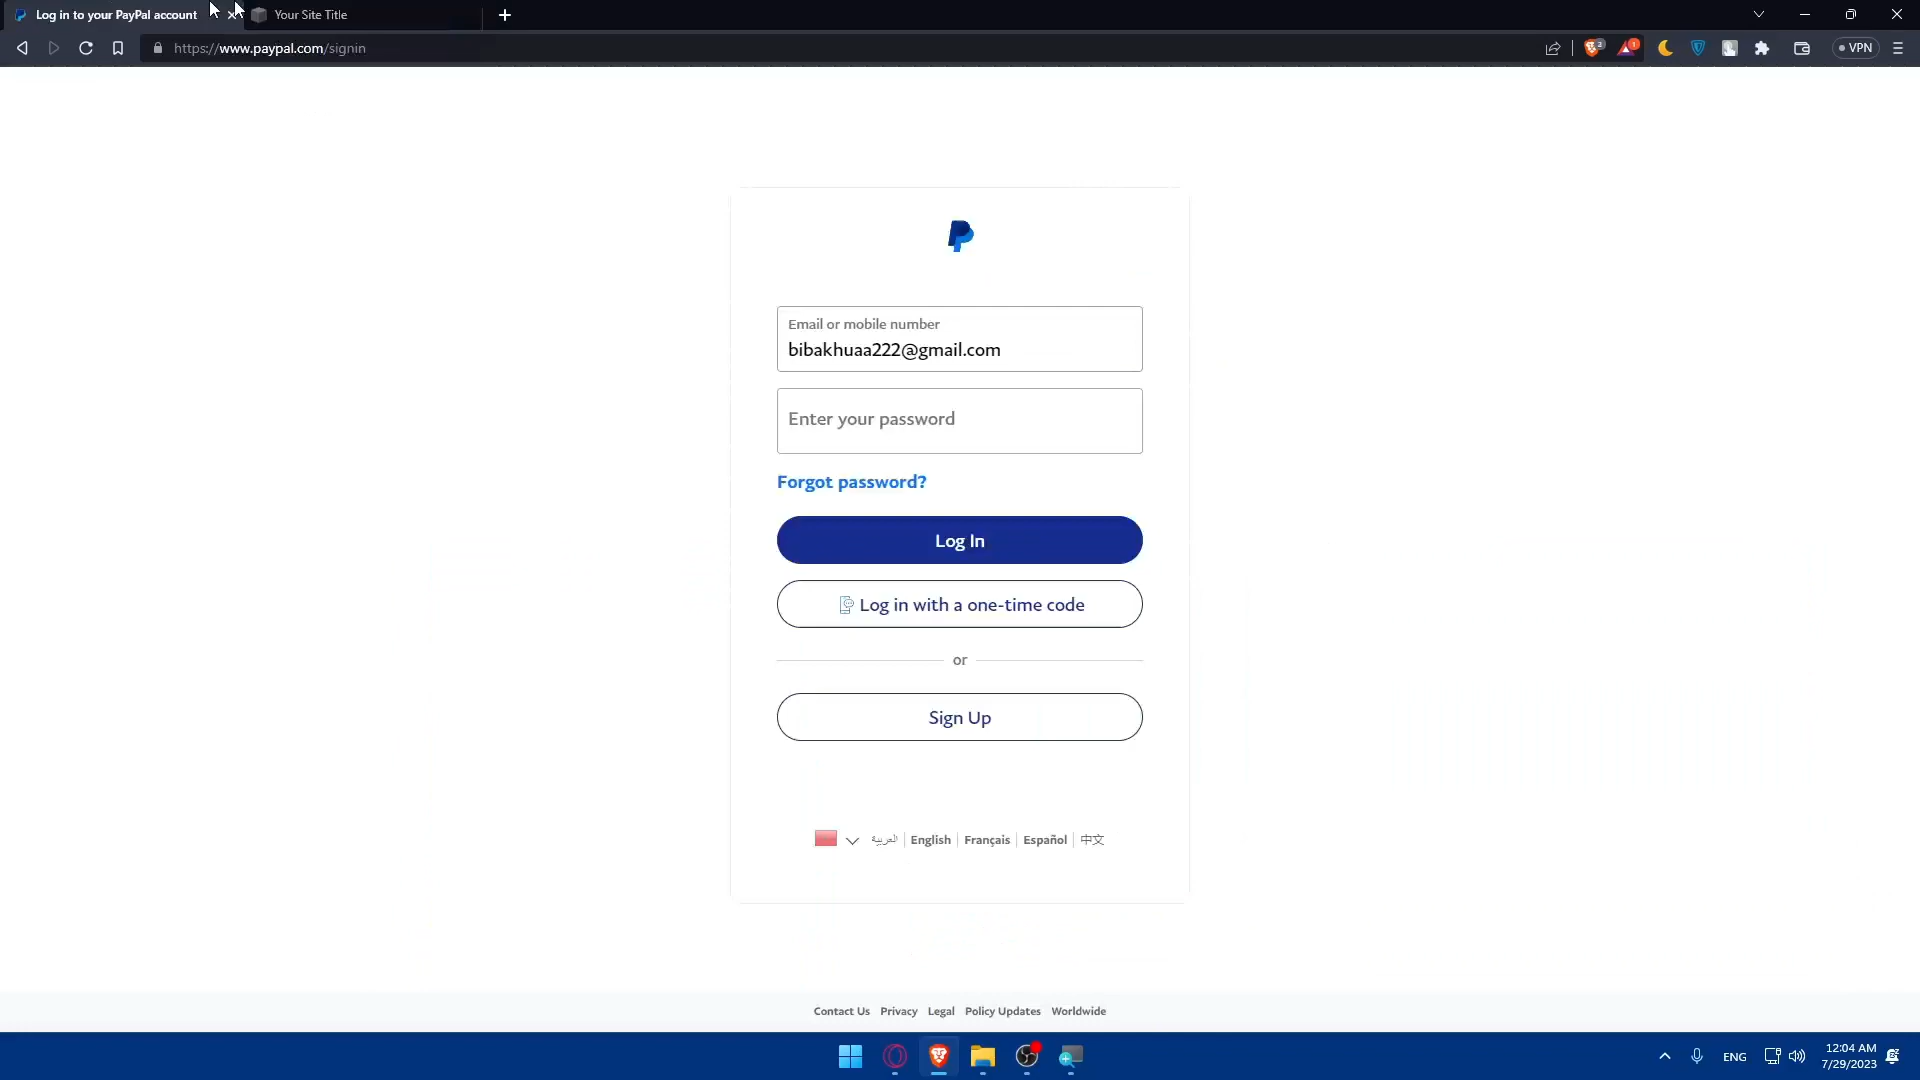 Log in to your PayPal account
Your Site Title
https://www.paypal.com/signin
2
1
VPN
Email or mobile number
bibakhuaa222@gmail.com
Enter your password
Forgot password?
Log In
Log in with a one-time code
or
Sign Up
العربية English Français Español 中文
Contact Us Privacy Legal Policy Updates Worldwide
ENG
12:04 AM
7/29/2023